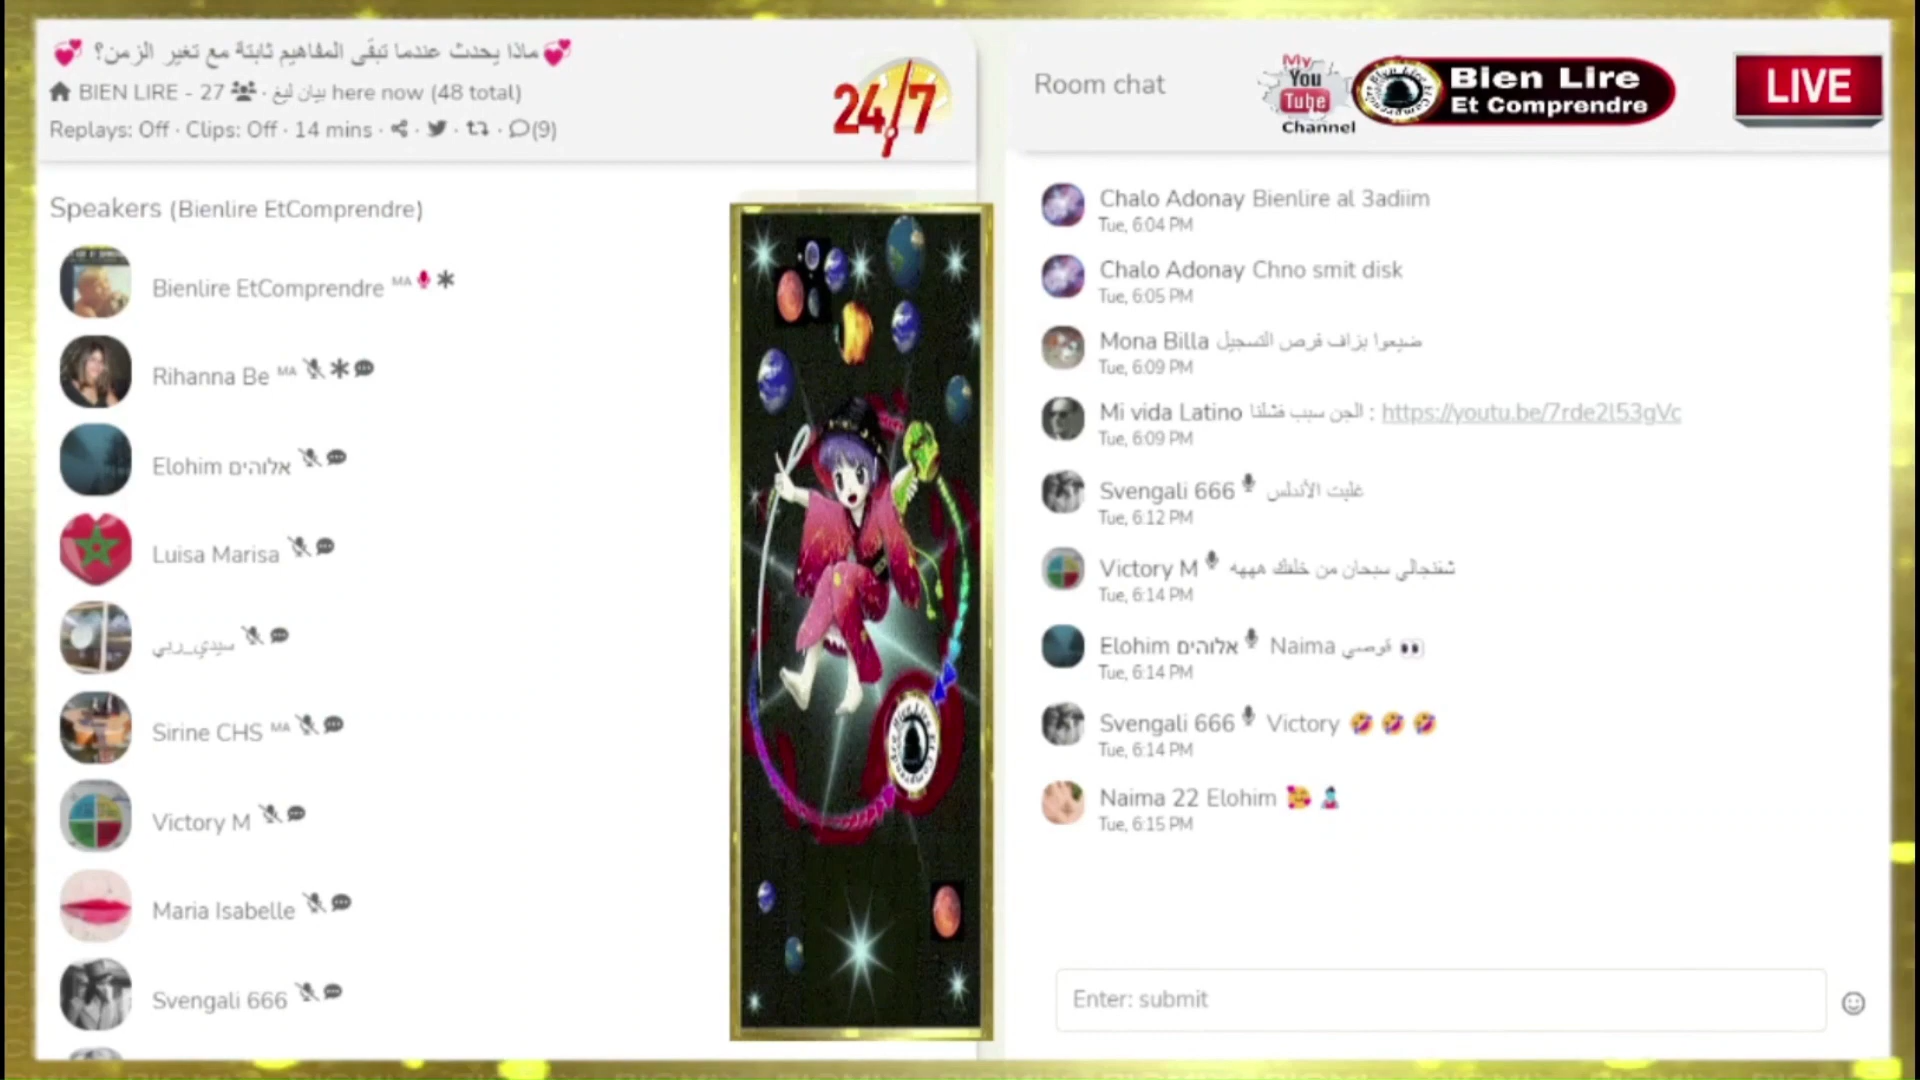 ماذا يحدث عندما تبقى المفاهيم ثابتة مع تغير الزمن؟
BIEN LIRE - 27 · بيان ليغ here now (48 total)
Replays: Off · Clips: Off · 14 mins · (9)
24/7
Speakers (Bienlire EtComprendre)
Bienlire EtComprendre MA
Rihanna Be MA
Elohim אלוהים
Luisa Marisa
سيدي_ربي
Sirine CHS MA
Victory M
Maria Isabelle
Svengali 666
Room chat
My
You
Tube
Channel
Bien Lire
Et Comprendre
LIVE
Chalo Adonay Bienlire al 3adiim
Tue, 6:04 PM
Chalo Adonay Chno smit disk
Tue, 6:05 PM
Mona Billa ضيعوا بزاف فرص التسجيل
Tue, 6:09 PM
Mi vida Latino الجن سبب فشلنا : https://youtu.be/7rde2l53gVc
Tue, 6:09 PM
Svengali 666 غلبت الأندلس
Tue, 6:12 PM
Victory M شفنجالي سبحان من خلقك هههه
Tue, 6:14 PM
Elohim אלוהים Naima قوصي 👀
Tue, 6:14 PM
Svengali 666 Victory 🤣 🤣 🤣
Tue, 6:14 PM
Naima 22 Elohim 🥰
Tue, 6:15 PM
Enter: submit